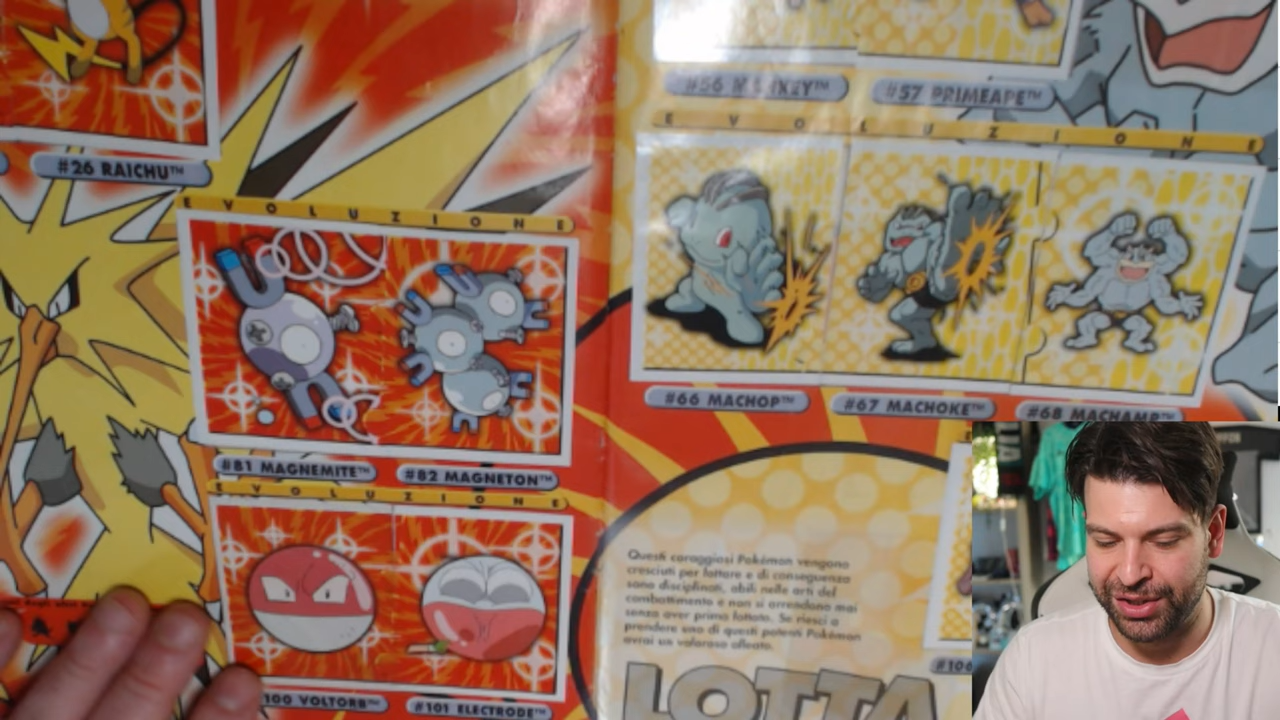 #26 RAICHU™
EVOLUZIONE
#81 MAGNEMITE™
#82 MAGNETON™
EVOLUZIONE
100 VOLTORB™
#101 ELECTRODE™
#56 MANKEY™
#57 PRIMEAPE™
EVOLUZIONE
#66 MACHOP™
#67 MACHOKE™
#68 MACHAMP™
Questi coraggiosi Pokémon vengono
cresciuti per lottare e di conseguenza
sono disciplinati, abili nelle arti del
combattimento e non si arrendono mai
senza aver prima lottato. Se riesci a
prendere uno di questi potenti Pokémon
avrai un valoroso alleato.
LOTTA
#106